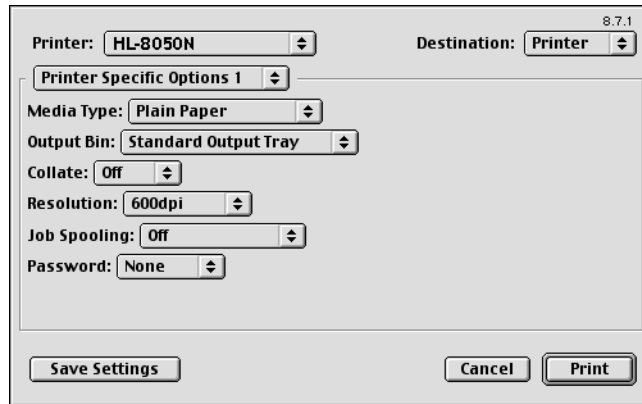 8.7.1
Printer: HL-8050N Destination: Printer
Printer Specific Options 1
Media Type: Plain Paper
Output Bin: Standard Output Tray
Collate: Off
Resolution: 600dpi
Job Spooling: Off
Password: None
Save Settings Cancel Print